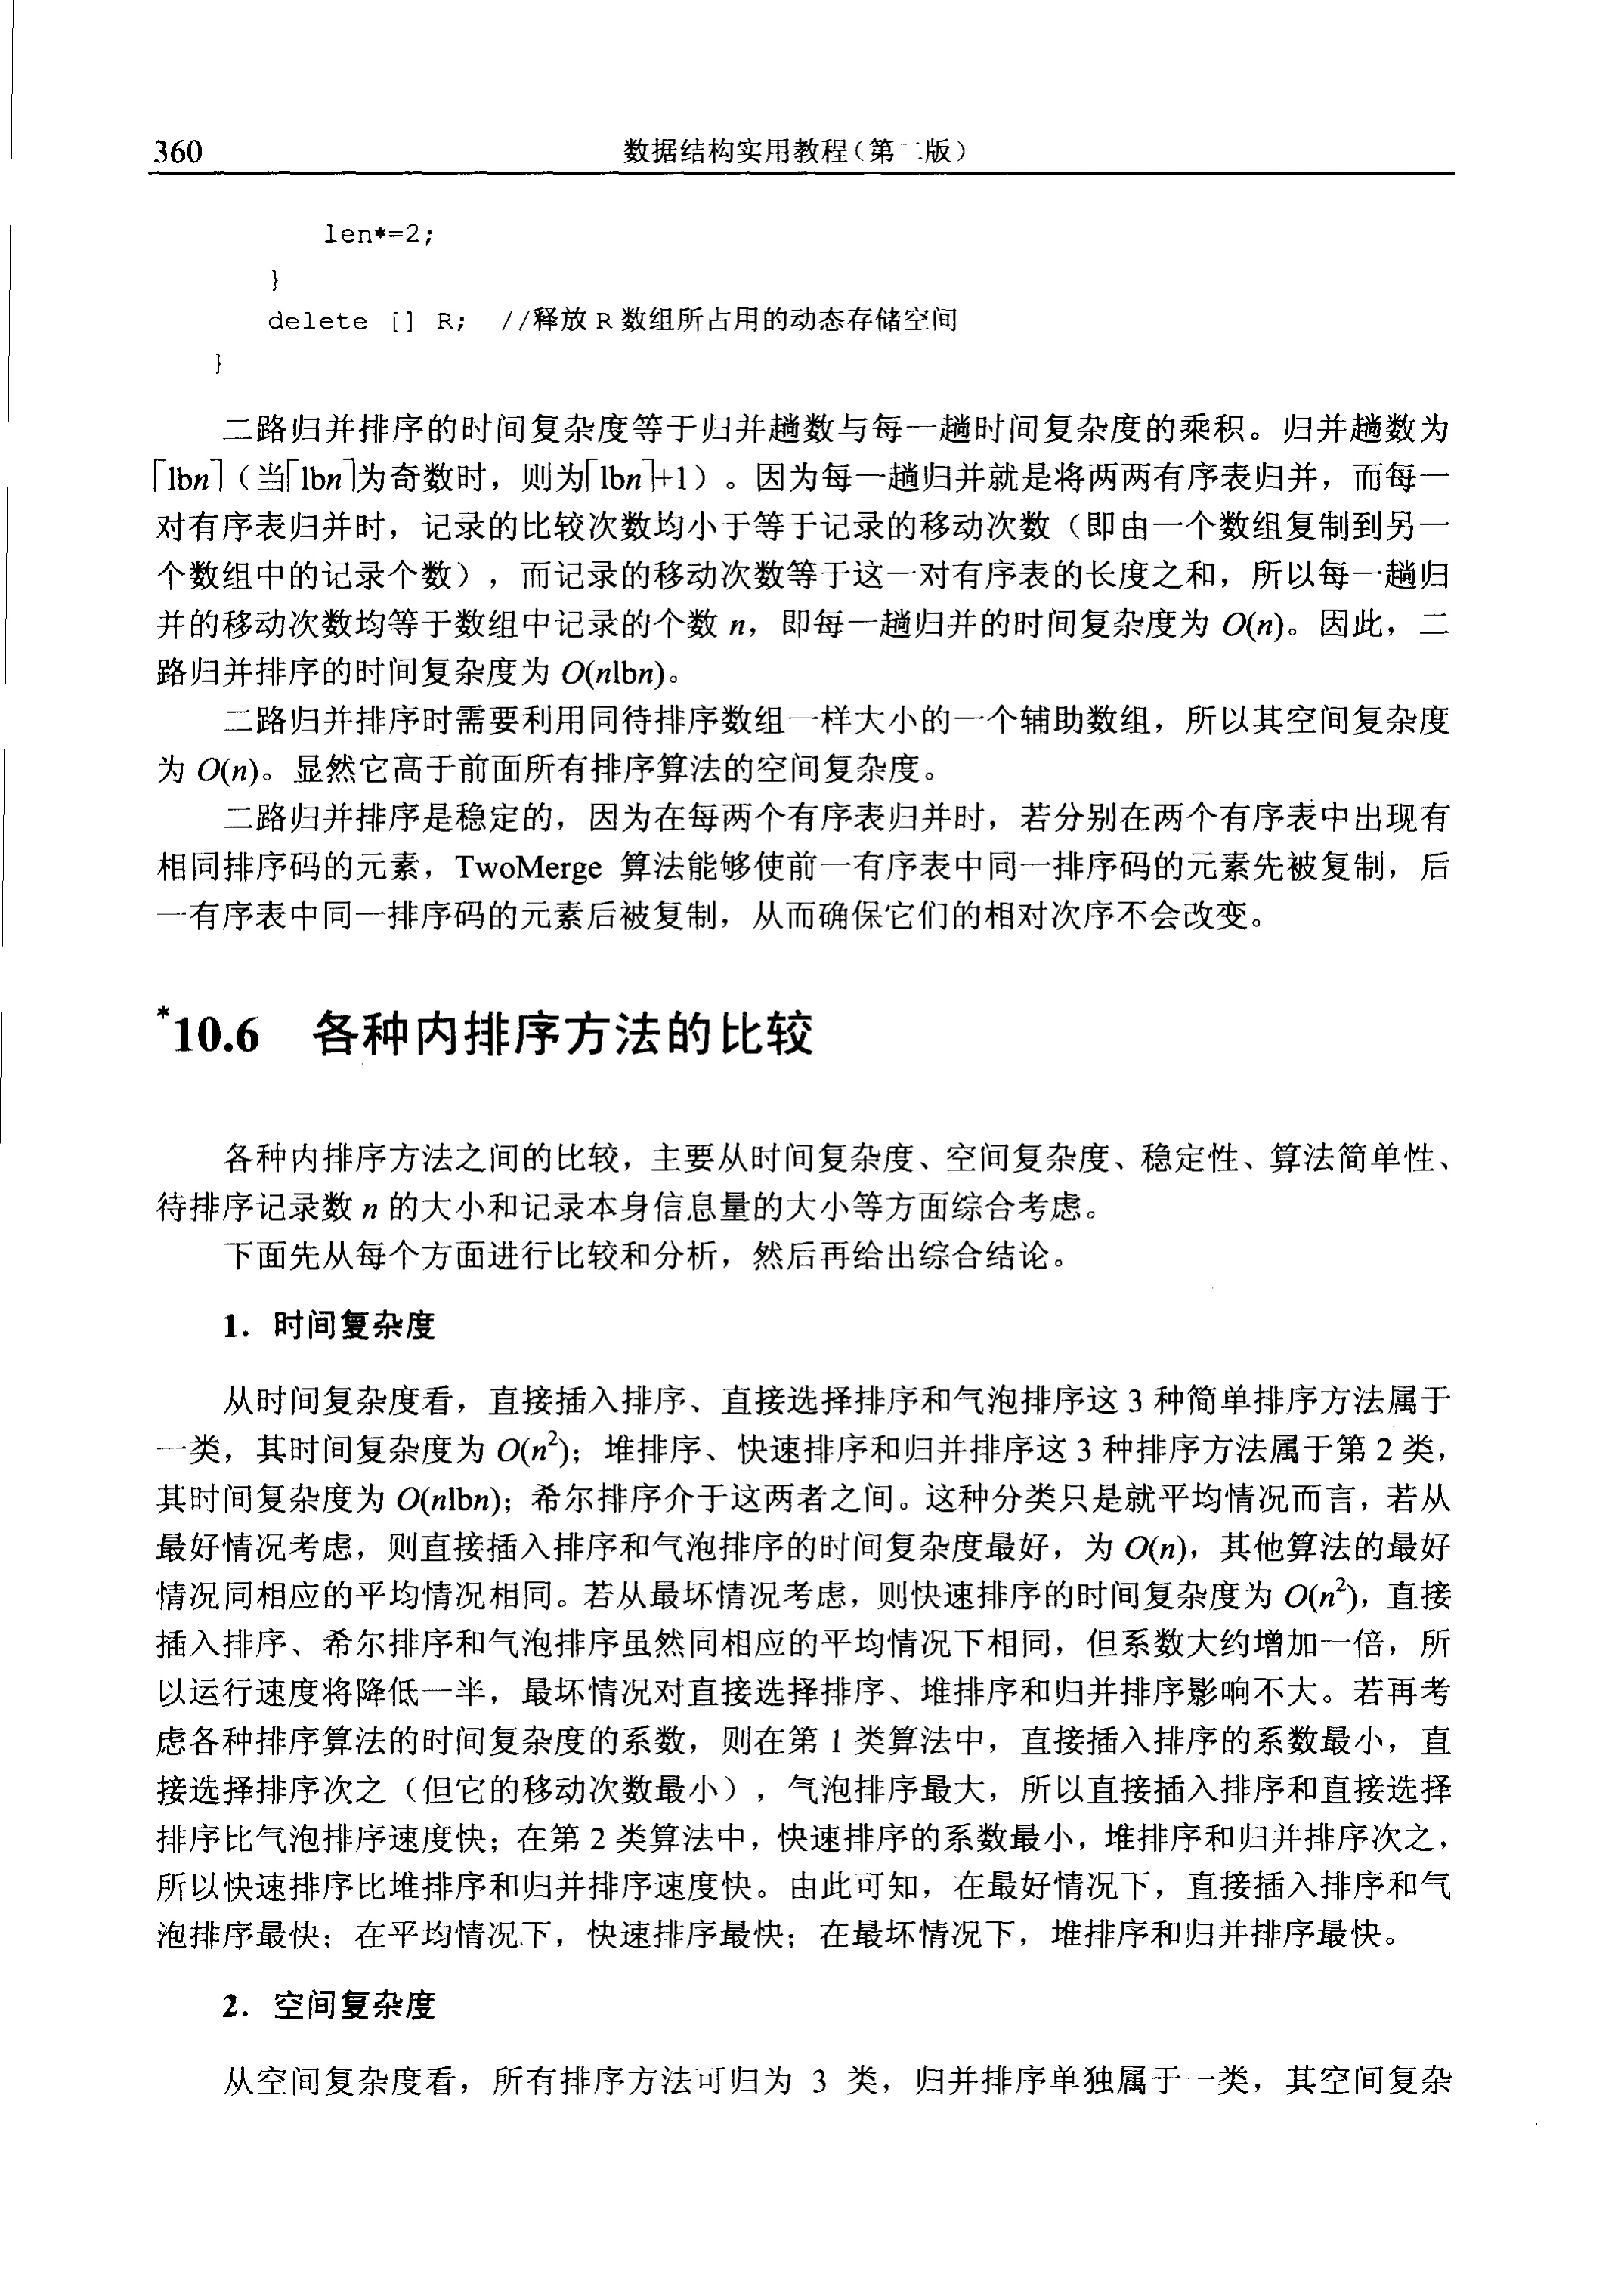 360 数据结构实用教程（第二版）
len*=2;
}
delete [] R; //释放 R 数组所占用的动态存储空间
}
二路归并排序的时间复杂度等于归并趟数与每一趟时间复杂度的乘积。归并趟数为
⌈lbn⌉（当⌈lbn⌉为奇数时，则为⌈lbn⌉+1）。因为每一趟归并就是将两两有序表归并，而每一
对有序表归并时，记录的比较次数均小于等于记录的移动次数（即由一个数组复制到另一
个数组中的记录个数），而记录的移动次数等于这一对有序表的长度之和，所以每一趟归
并的移动次数均等于数组中记录的个数 n，即每一趟归并的时间复杂度为 O(n)。因此，二
路归并排序的时间复杂度为 O(nlbn)。
二路归并排序时需要利用同待排序数组一样大小的一个辅助数组，所以其空间复杂度
为 O(n)。显然它高于前面所有排序算法的空间复杂度。
二路归并排序是稳定的，因为在每两个有序表归并时，若分别在两个有序表中出现有
相同排序码的元素，TwoMerge 算法能够使前一有序表中同一排序码的元素先被复制，后
一有序表中同一排序码的元素后被复制，从而确保它们的相对次序不会改变。
*10.6 各种内排序方法的比较
各种内排序方法之间的比较，主要从时间复杂度、空间复杂度、稳定性、算法简单性、
待排序记录数 n 的大小和记录本身信息量的大小等方面综合考虑。
下面先从每个方面进行比较和分析，然后再给出综合结论。
1．时间复杂度
从时间复杂度看，直接插入排序、直接选择排序和气泡排序这 3 种简单排序方法属于
一类，其时间复杂度为 O(n²)；堆排序、快速排序和归并排序这 3 种排序方法属于第 2 类，
其时间复杂度为 O(nlbn)；希尔排序介于这两者之间。这种分类只是就平均情况而言，若从
最好情况考虑，则直接插入排序和气泡排序的时间复杂度最好，为 O(n)，其他算法的最好
情况同相应的平均情况相同。若从最坏情况考虑，则快速排序的时间复杂度为 O(n²)，直接
插入排序、希尔排序和气泡排序虽然同相应的平均情况下相同，但系数大约增加一倍，所
以运行速度将降低一半，最坏情况对直接选择排序、堆排序和归并排序影响不大。若再考
虑各种排序算法的时间复杂度的系数，则在第 1 类算法中，直接插入排序的系数最小，直
接选择排序次之（但它的移动次数最小），气泡排序最大，所以直接插入排序和直接选择
排序比气泡排序速度快；在第 2 类算法中，快速排序的系数最小，堆排序和归并排序次之，
所以快速排序比堆排序和归并排序速度快。由此可知，在最好情况下，直接插入排序和气
泡排序最快；在平均情况下，快速排序最快；在最坏情况下，堆排序和归并排序最快。
2．空间复杂度
从空间复杂度看，所有排序方法可归为 3 类，归并排序单独属于一类，其空间复杂